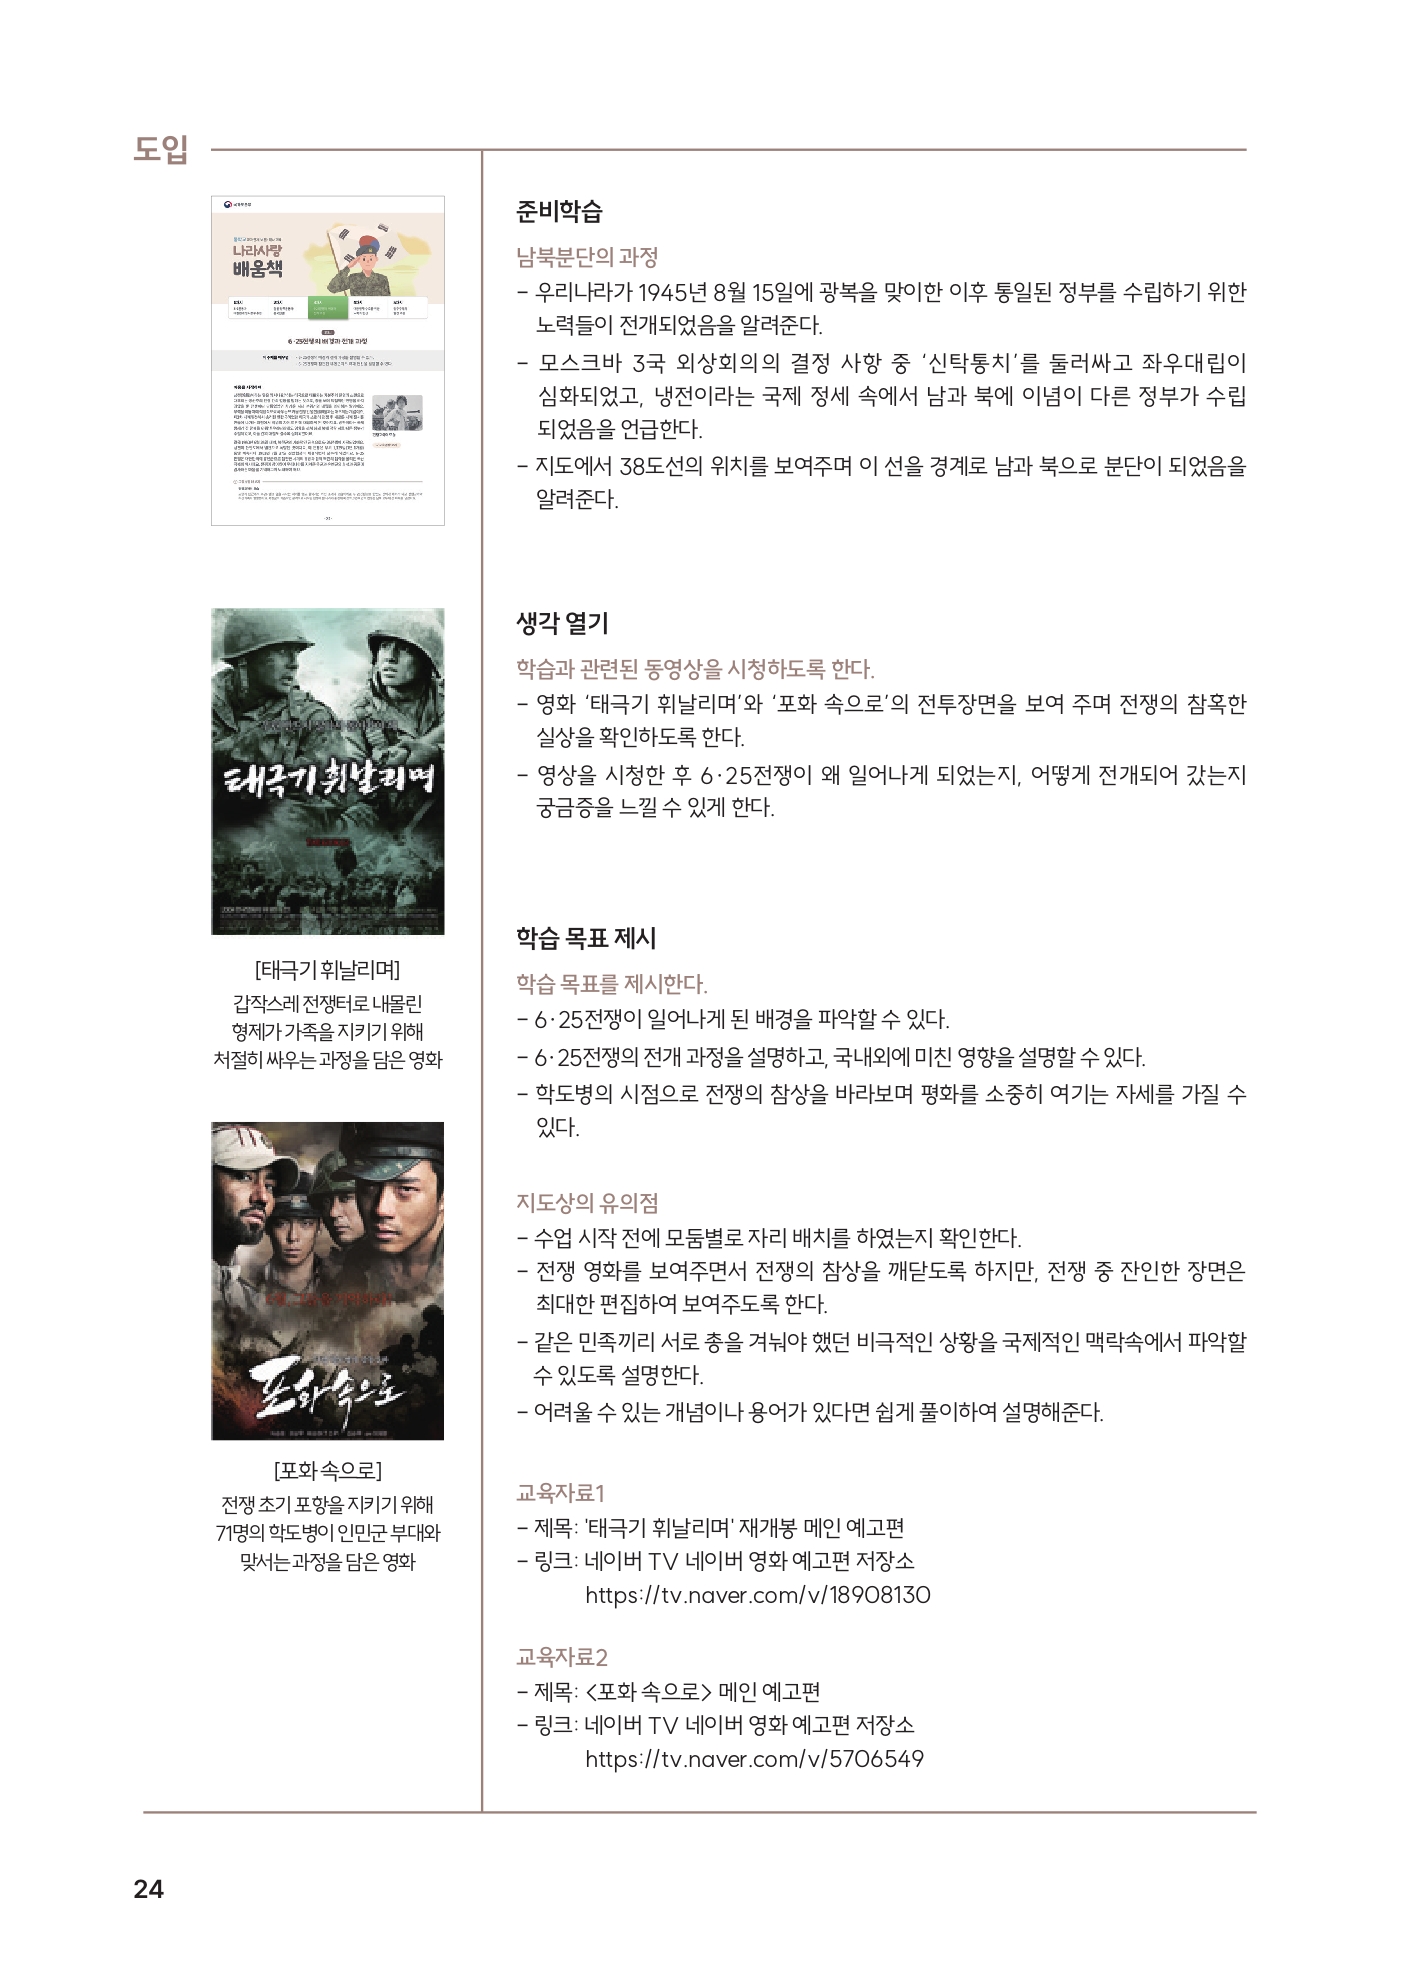 도입
나라사랑
배움책
6·25전쟁의 배경과 전개 과정
태극기 휘날리며
[태극기 휘날리며]
갑작스레 전쟁터로 내몰린
형제가 가족을 지키기 위해
처절히 싸우는 과정을 담은 영화
포화 속으로
[포화 속으로]
전쟁 초기 포항을 지키기 위해
71명의 학도병이 인민군 부대와
맞서는 과정을 담은 영화
준비학습
남북분단의 과정
- 우리나라가 1945년 8월 15일에 광복을 맞이한 이후 통일된 정부를 수립하기 위한
노력들이 전개되었음을 알려준다.
- 모스크바 3국 외상회의의 결정 사항 중 ‘신탁통치’를 둘러싸고 좌우대립이
심화되었고, 냉전이라는 국제 정세 속에서 남과 북에 이념이 다른 정부가 수립
되었음을 언급한다.
- 지도에서 38도선의 위치를 보여주며 이 선을 경계로 남과 북으로 분단이 되었음을
알려준다.
생각 열기
학습과 관련된 동영상을 시청하도록 한다.
- 영화 ‘태극기 휘날리며’와 ‘포화 속으로’의 전투장면을 보여 주며 전쟁의 참혹한
실상을 확인하도록 한다.
- 영상을 시청한 후 6·25전쟁이 왜 일어나게 되었는지, 어떻게 전개되어 갔는지
궁금증을 느낄 수 있게 한다.
학습 목표 제시
학습 목표를 제시한다.
- 6·25전쟁이 일어나게 된 배경을 파악할 수 있다.
- 6·25전쟁의 전개 과정을 설명하고, 국내외에 미친 영향을 설명할 수 있다.
- 학도병의 시점으로 전쟁의 참상을 바라보며 평화를 소중히 여기는 자세를 가질 수
있다.
지도상의 유의점
- 수업 시작 전에 모둠별로 자리 배치를 하였는지 확인한다.
- 전쟁 영화를 보여주면서 전쟁의 참상을 깨닫도록 하지만, 전쟁 중 잔인한 장면은
최대한 편집하여 보여주도록 한다.
- 같은 민족끼리 서로 총을 겨눠야 했던 비극적인 상황을 국제적인 맥락속에서 파악할
수 있도록 설명한다.
- 어려울 수 있는 개념이나 용어가 있다면 쉽게 풀이하여 설명해준다.
교육자료1
- 제목: '태극기 휘날리며' 재개봉 메인 예고편
- 링크: 네이버 TV 네이버 영화 예고편 저장소
https://tv.naver.com/v/18908130
교육자료2
- 제목: <포화 속으로> 메인 예고편
- 링크: 네이버 TV 네이버 영화 예고편 저장소
https://tv.naver.com/v/5706549
24